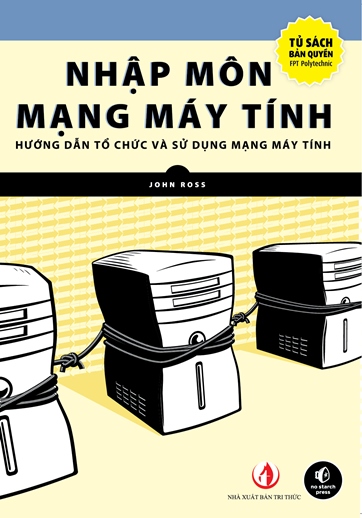 TỦ SÁCH
BẢN QUYỀN
FPT Polytechnic
NHẬP MÔN
MẠNG MÁY TÍNH
HƯỚNG DẪN TỔ CHỨC VÀ SỬ DỤNG MẠNG MÁY TÍNH
JOHN ROSS
NHÀ XUẤT BẢN TRI THỨC
no starch
press